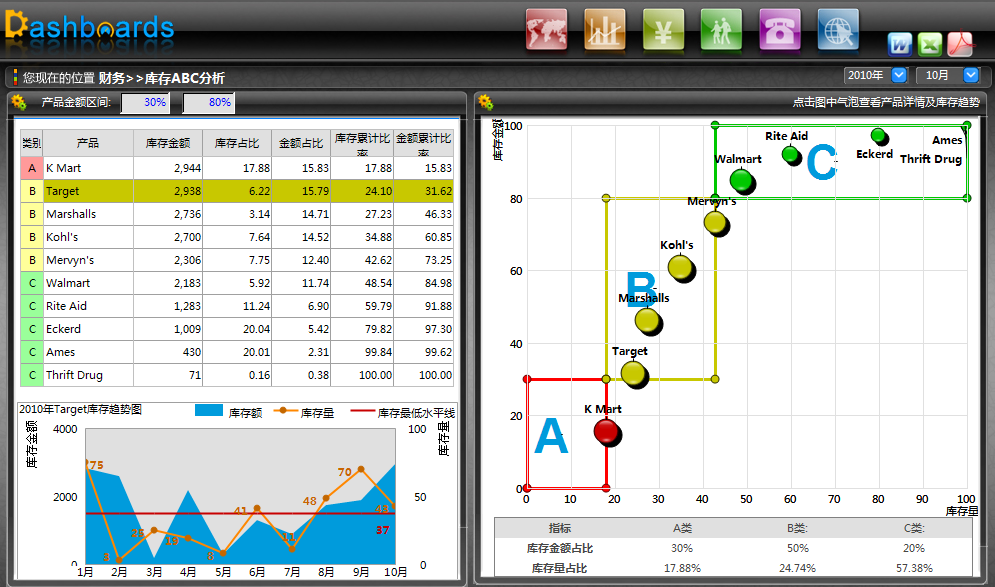 Dashboards
您现在的位置 财务>>库存ABC分析
2010年 10月
产品金额区间: 30% 80%
类别 产品 库存金额 库存占比 金额占比 库存累计比率 金额累计比率
A K Mart 2,944 17.88 15.83 17.88 15.83
B Target 2,938 6.22 15.79 24.10 31.62
B Marshalls 2,736 3.14 14.71 27.23 46.33
B Kohl's 2,700 7.64 14.52 34.88 60.85
B Mervyn's 2,306 7.75 12.40 42.62 73.25
C Walmart 2,183 5.92 11.74 48.54 84.98
C Rite Aid 1,283 11.24 6.90 59.79 91.88
C Eckerd 1,009 20.04 5.42 79.82 97.30
C Ames 430 20.01 2.31 99.84 99.62
C Thrift Drug 71 0.16 0.38 100.00 100.00
2010年Target库存趋势图
库存额 库存量 库存最低水平线
库存金额
库存量
4000
2000
0
100
50
0
75 3 25 19 8 41 11 48 70 43
37
1月 2月 3月 4月 5月 6月 7月 8月 9月 10月
点击图中气泡查看产品详情及库存趋势
库存金额
100
80
60
40
20
0
Rite Aid
Eckerd
Ames
Thrift Drug
Walmart
C
Mervyn's
Kohl's
B
Marshalls
Target
K Mart
A
0 10 20 30 40 50 60 70 80 90 100
库存量
指标 A类 B类: C类:
库存金额占比 30% 50% 20%
库存量占比 17.88% 24.74% 57.38%